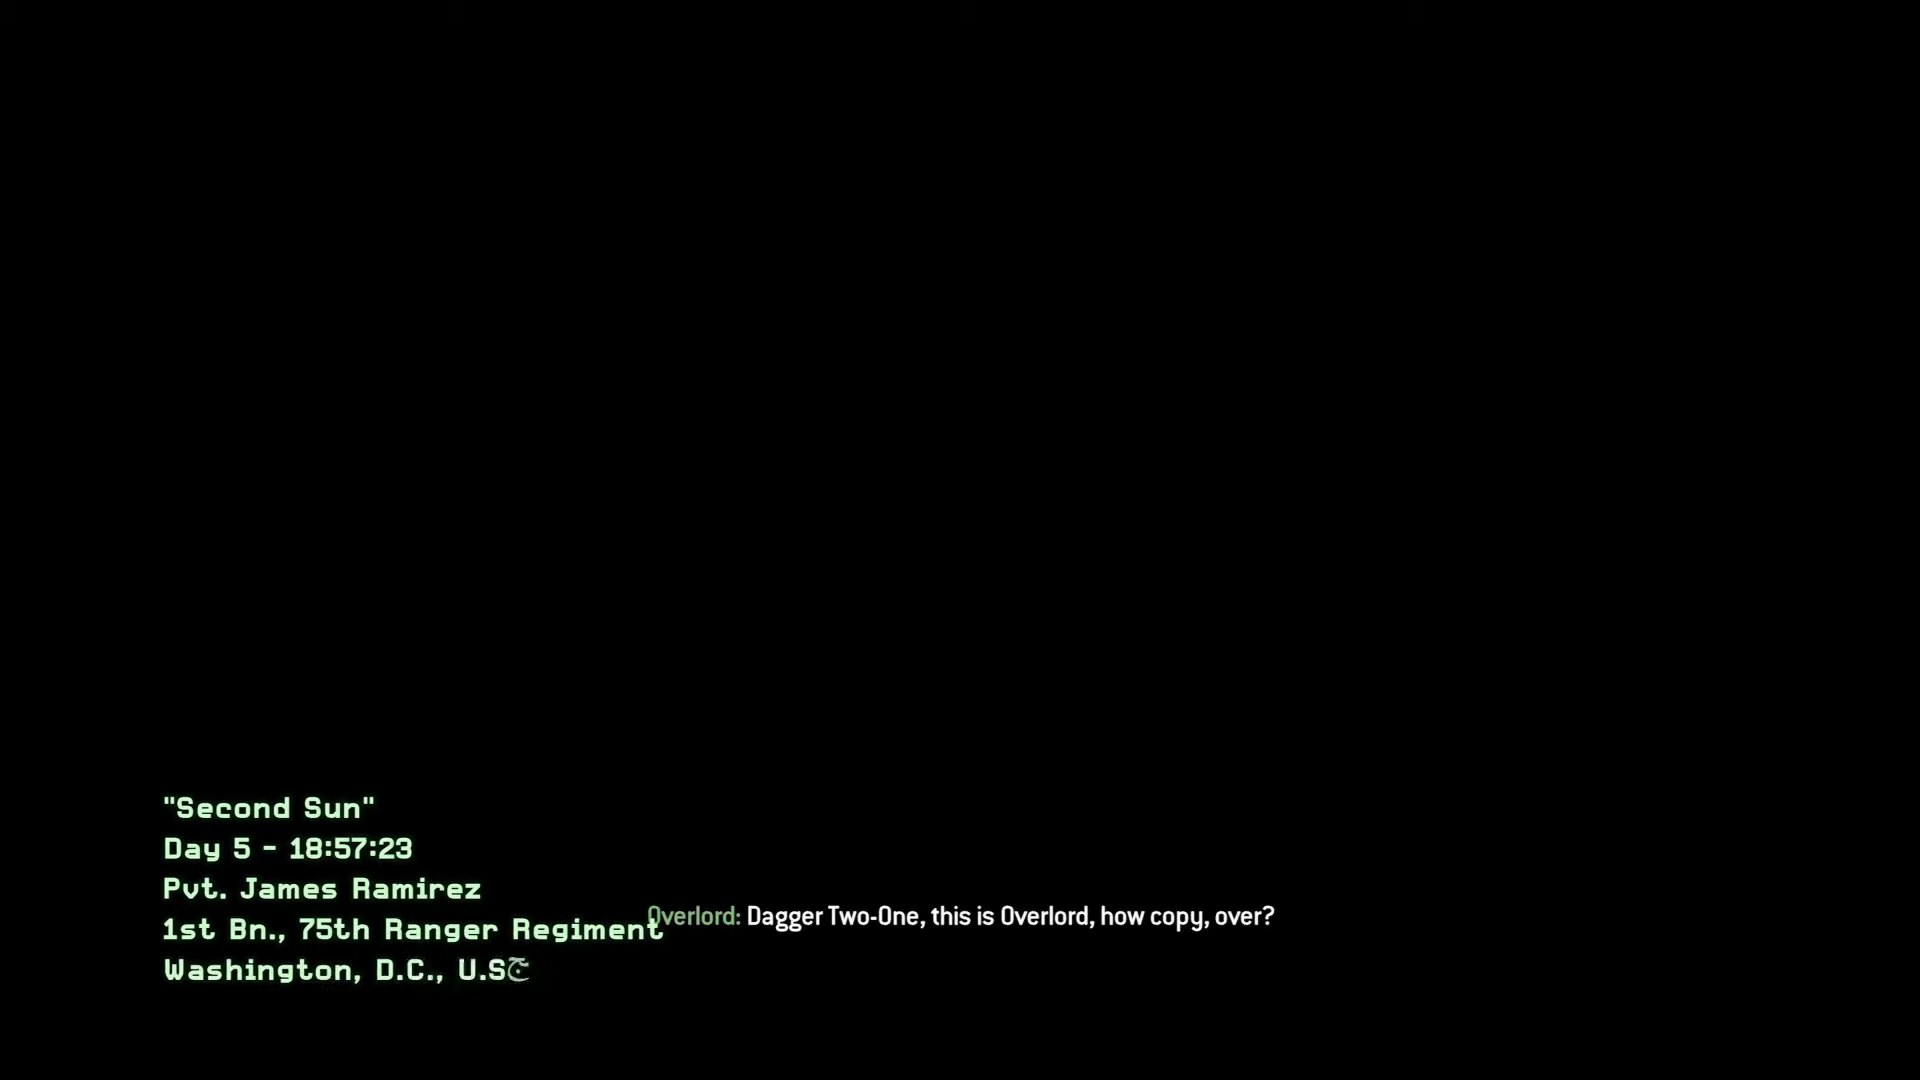 "Second Sun"
Day 5 - 18:57:23
Pvt. James Ramirez
Overlord: Dagger Two-One, this is Overlord, how copy, over?
1st Bn., 75th Ranger Regiment
Washington, D.C., U.S